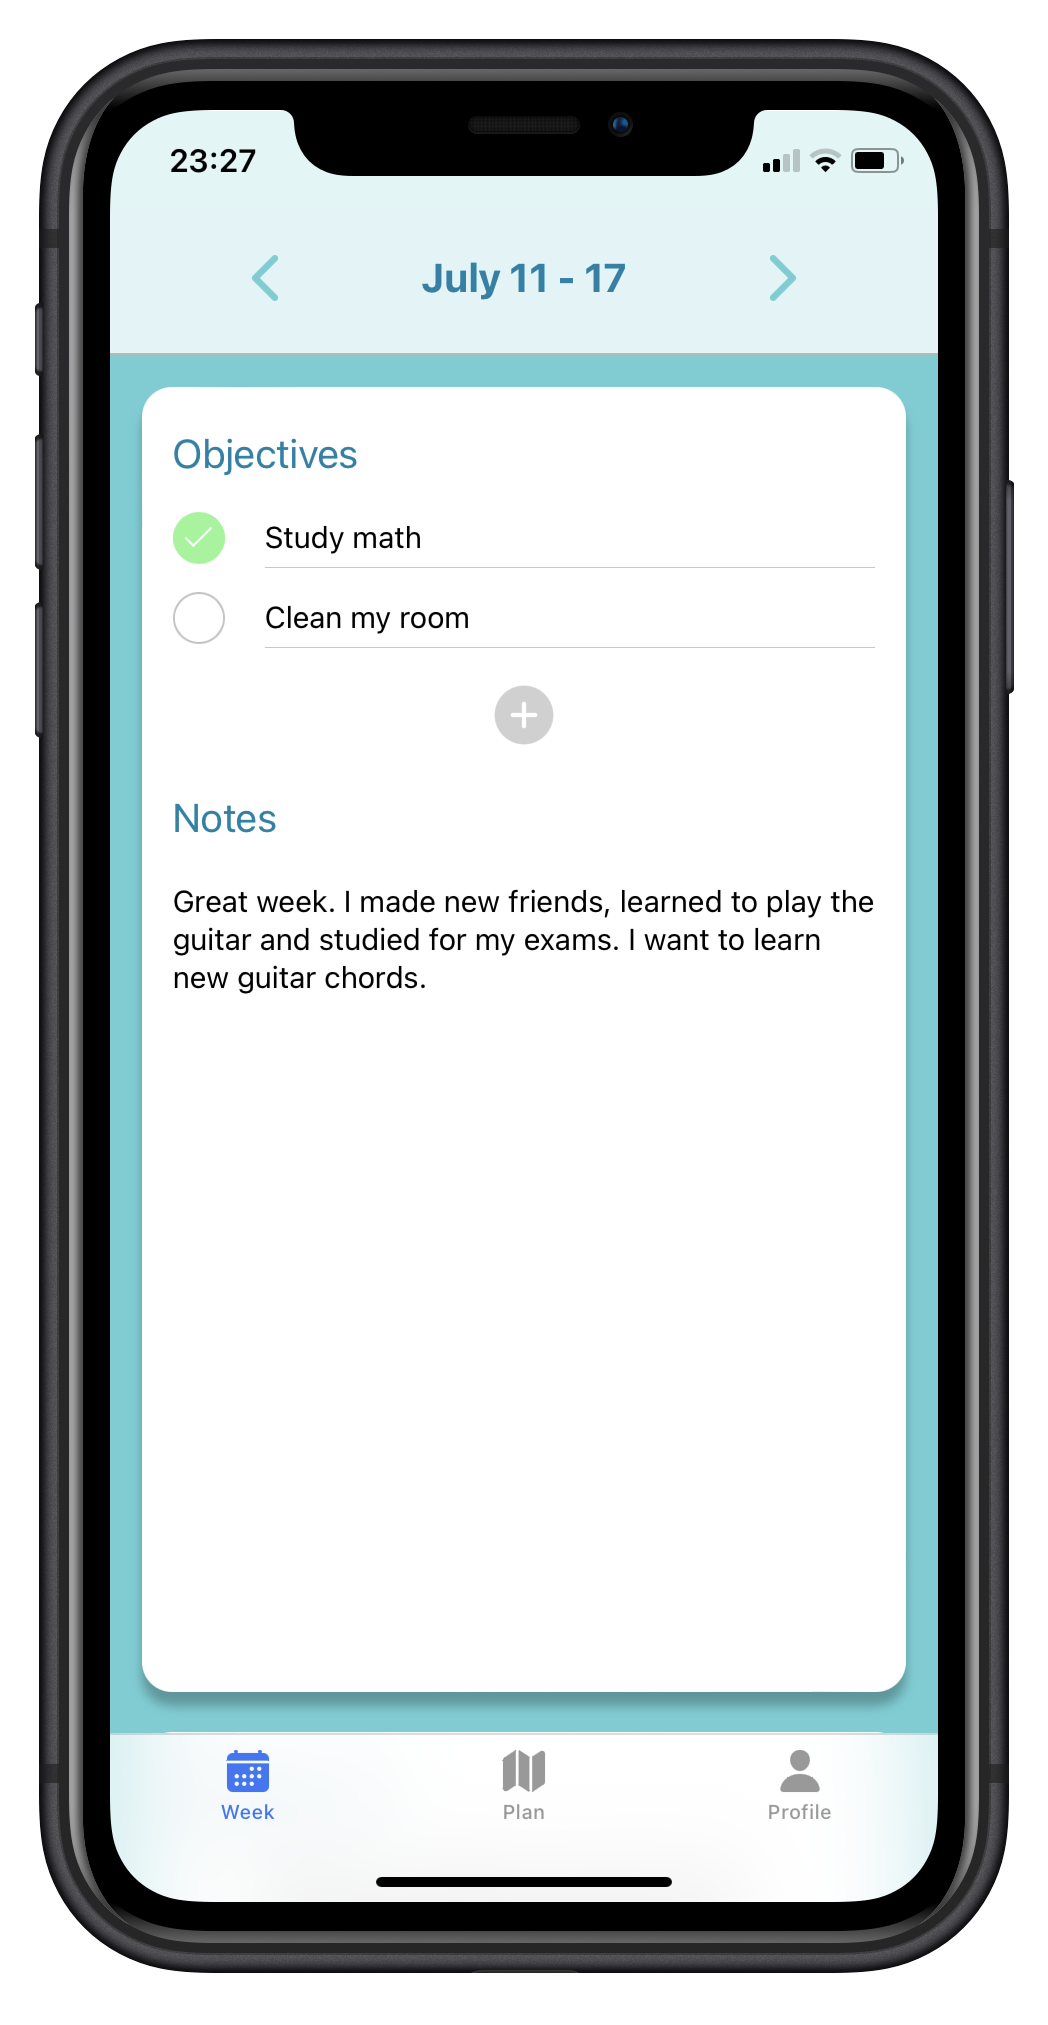 23:27
July 11 - 17
Objectives
Study math
Clean my room
Notes
Great week. I made new friends, learned to play the
guitar and studied for my exams. I want to learn
new guitar chords.
Week
Plan
Profile